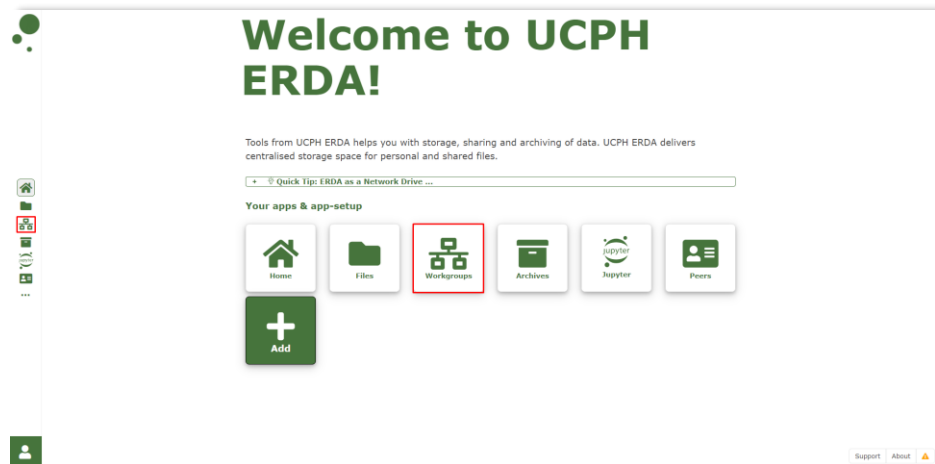 Welcome to UCPH
ERDA!
Tools from UCPH ERDA helps you with storage, sharing and archiving of data. UCPH ERDA delivers
centralised storage space for personal and shared files.
+ Quick Tip: ERDA as a Network Drive ...
Your apps & app-setup
Home
Files
Workgroups
Archives
jupyter
Jupyter
Peers
Add
Support About